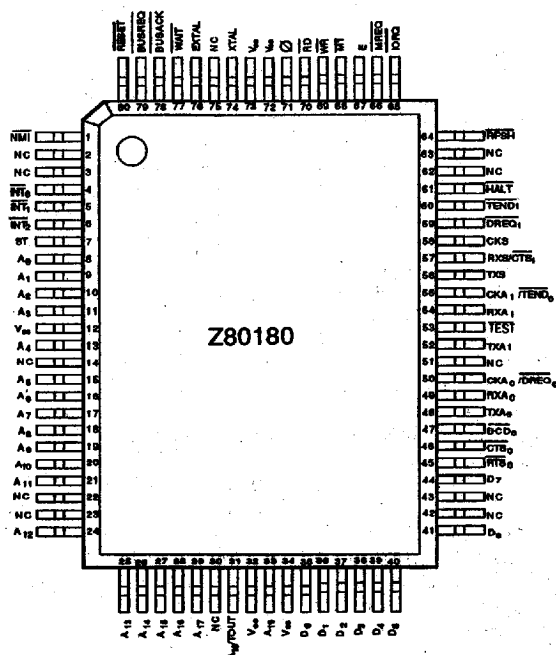 RESET BUSREQ BUSACK WAIT EXTAL NC XTAL Vss Vss Ø RD WR M1 E MREQ IORQ
80 79 78 77 76 75 74 73 72 71 70 69 68 67 66 65
NMI 1
NC 2
NC 3
INT0 4
INT1 5
INT2 6
ST 7
A0 8
A1 9
A2 10
A3 11
Vss 12
A4 13
NC 14
A5 15
A6 16
A7 17
A8 18
A9 19
A10 20
A11 21
NC 22
NC 23
A12 24
Z80180
64 RFSH
63 NC
62 NC
61 HALT
60 TEND1
59 DREQ1
58 CKS
57 RXS/CTS1
56 TXS
55 CKA1/TEND0
54 RXA1
53 TEST
52 TXA1
51 NC
50 CKA0/DREQ0
49 RXA0
48 TXA0
47 DCD0
46 CTS0
45 RTS0
44 D7
43 NC
42 NC
41 D6
25 26 27 28 29 30 31 32 33 34 35 36 37 38 39 40
A13 A14 A15 A16 A17 NC A18/TOUT Vcc A19 Vss D0 D1 D2 D3 D4 D5